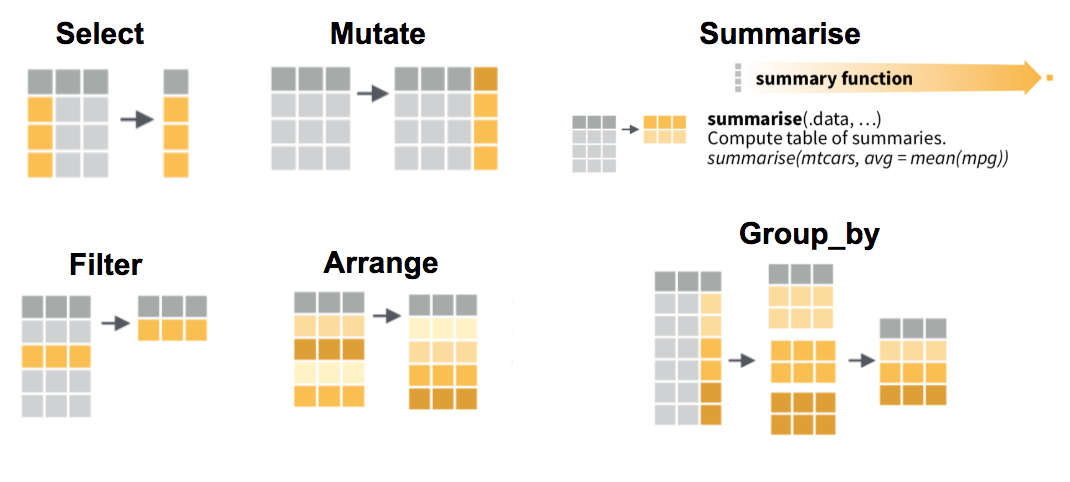 Select
Mutate
Summarise
summary function
summarise(.data, …)
Compute table of summaries.
summarise(mtcars, avg = mean(mpg))
Filter
Arrange
Group_by